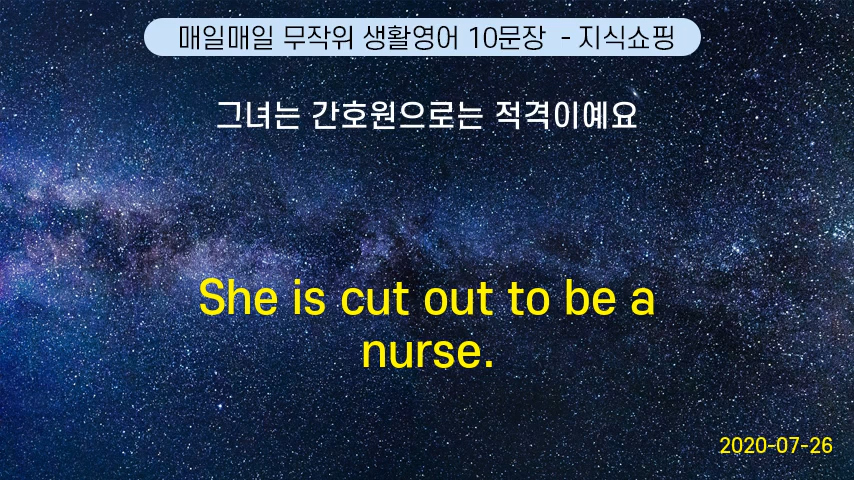 매일매일 무작위 생활영어 10문장 - 지식쇼핑
그녀는 간호원으로는 적격이예요
She is cut out to be a
nurse.
2020-07-26